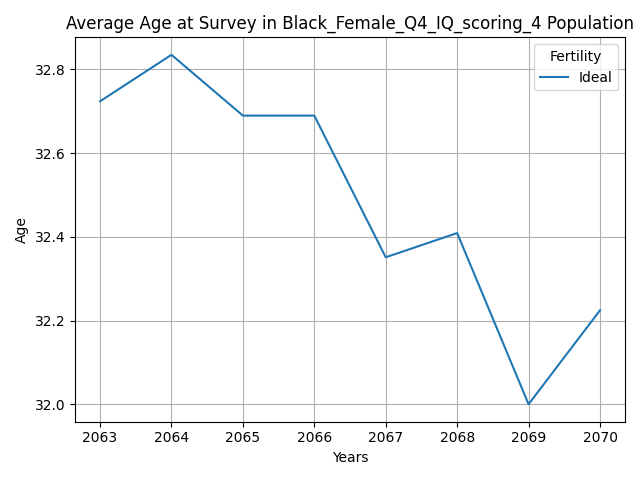 Average Age at Survey in Black_Female_Q4_IQ_scoring_4 Population
Fertility
Ideal
32.8
32.6
32.4
32.2
32.0
Age
2063 2064 2065 2066 2067 2068 2069 2070
Years